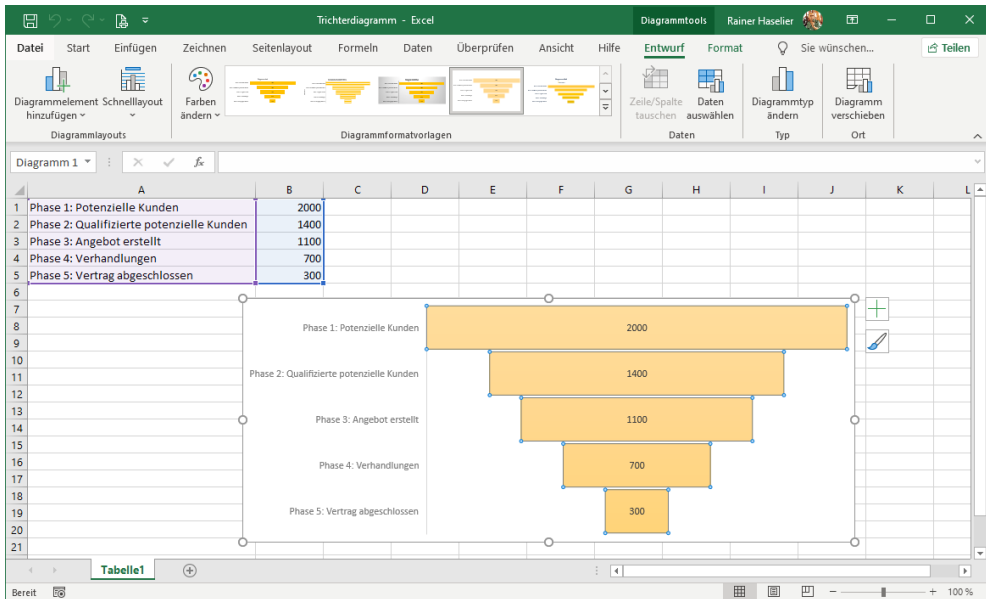 Trichterdiagramm - Excel
Diagrammtools
Rainer Haselier
Datei Start Einfügen Zeichnen Seitenlayout Formeln Daten Überprüfen Ansicht Hilfe Entwurf Format Sie wünschen... Teilen
Diagrammelement hinzufügen
Schnelllayout
Farben ändern
Zeile/Spalte tauschen
Daten auswählen
Diagrammtyp ändern
Diagramm verschieben
Diagrammlayouts
Diagrammformatvorlagen
Daten
Typ
Ort
Diagramm 1
fx
A B C D E F G H I J K L
1 Phase 1: Potenzielle Kunden 2000
2 Phase 2: Qualifizierte potenzielle Kunden 1400
3 Phase 3: Angebot erstellt 1100
4 Phase 4: Verhandlungen 700
5 Phase 5: Vertrag abgeschlossen 300
6
7
8
9
10
11
12
13
14
15
16
17
18
19
20
21
Phase 1: Potenzielle Kunden 2000
Phase 2: Qualifizierte potenzielle Kunden 1400
Phase 3: Angebot erstellt 1100
Phase 4: Verhandlungen 700
Phase 5: Vertrag abgeschlossen 300
Tabelle1
Bereit
100 %